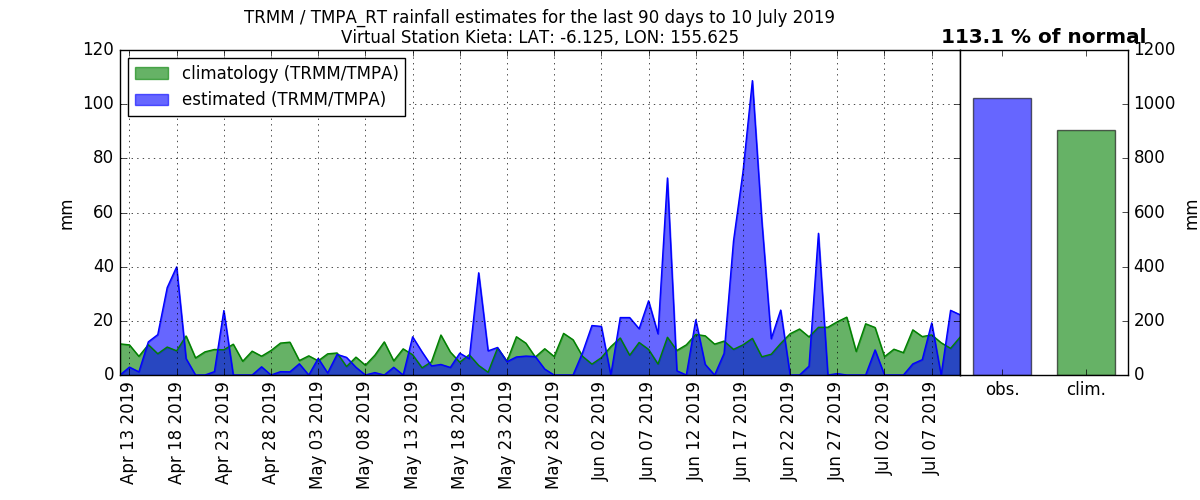 TRMM / TMPA_RT rainfall estimates for the last 90 days to 10 July 2019
Virtual Station Kieta: LAT: -6.125, LON: 155.625
113.1 % of normal
climatology (TRMM/TMPA)
estimated (TRMM/TMPA)
120
100
80
60
40
20
0
mm
1200
1000
800
600
400
200
0
mm
Apr 13 2019
Apr 18 2019
Apr 23 2019
Apr 28 2019
May 03 2019
May 08 2019
May 13 2019
May 18 2019
May 23 2019
May 28 2019
Jun 02 2019
Jun 07 2019
Jun 12 2019
Jun 17 2019
Jun 22 2019
Jun 27 2019
Jul 02 2019
Jul 07 2019
obs.
clim.